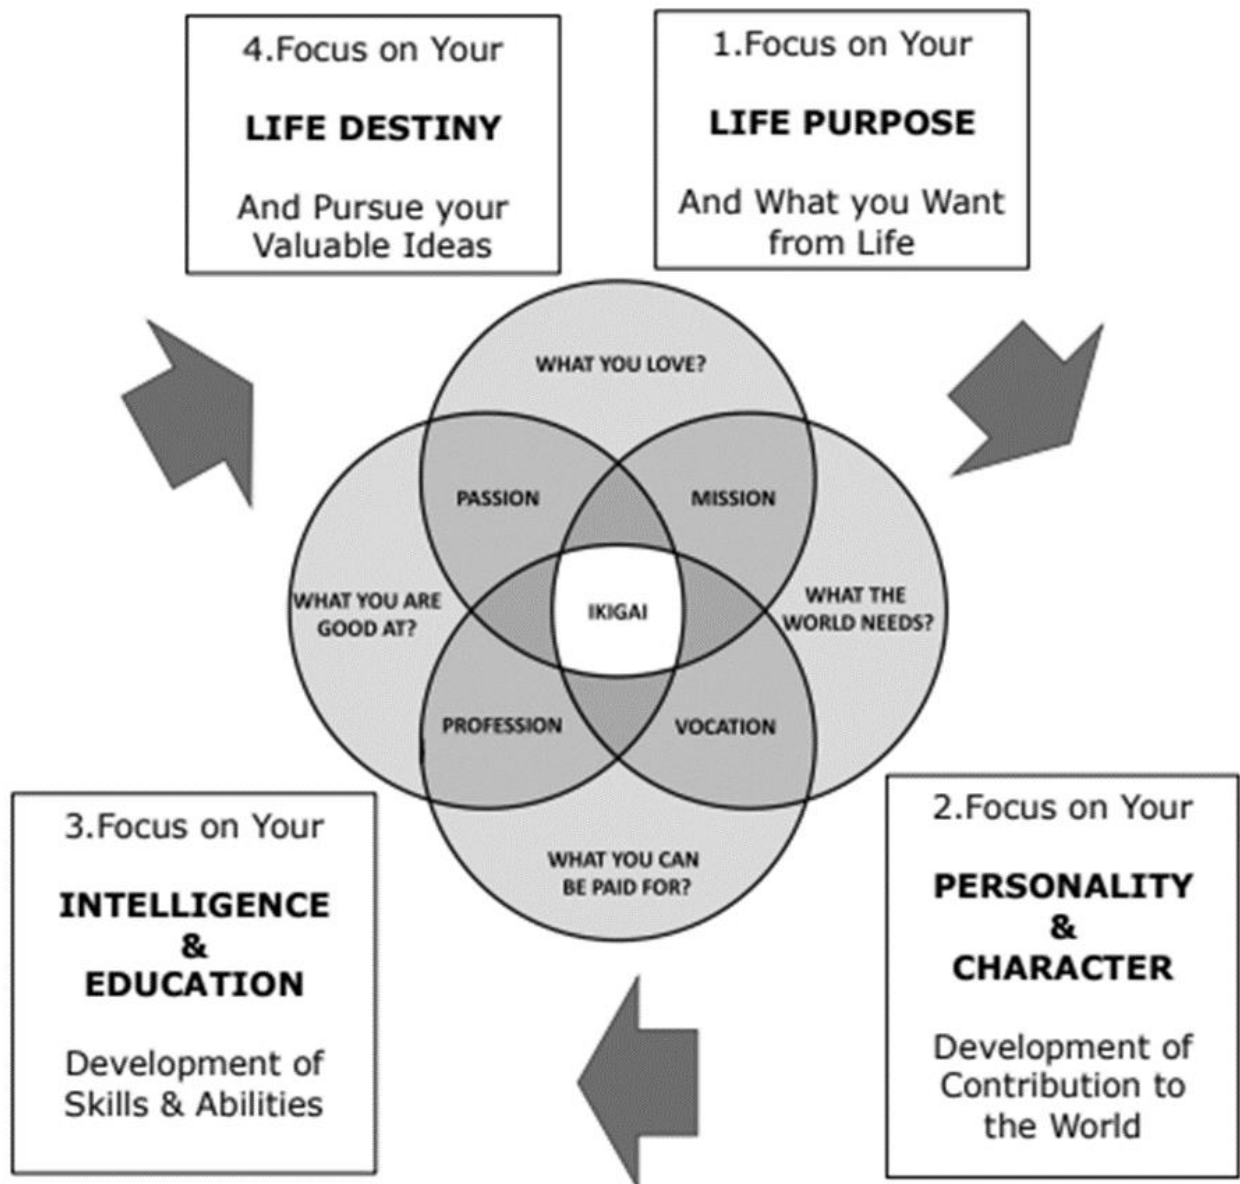 4.Focus on Your
LIFE DESTINY
And Pursue your
Valuable Ideas
1.Focus on Your
LIFE PURPOSE
And What you Want
from Life
WHAT YOU LOVE?
PASSION
MISSION
WHAT YOU ARE
GOOD AT?
IKIGAI
WHAT THE
WORLD NEEDS?
PROFESSION
VOCATION
WHAT YOU CAN
BE PAID FOR?
3.Focus on Your
INTELLIGENCE
&
EDUCATION
Development of
Skills & Abilities
2.Focus on Your
PERSONALITY
&
CHARACTER
Development of
Contribution to
the World